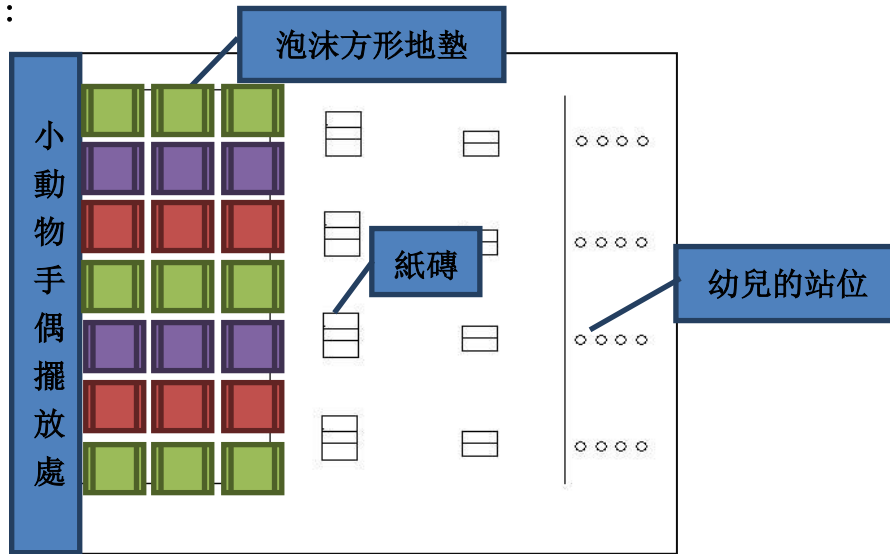 ：
泡沫方形地墊
小動物手偶擺放處
紙磚
幼兒的站位